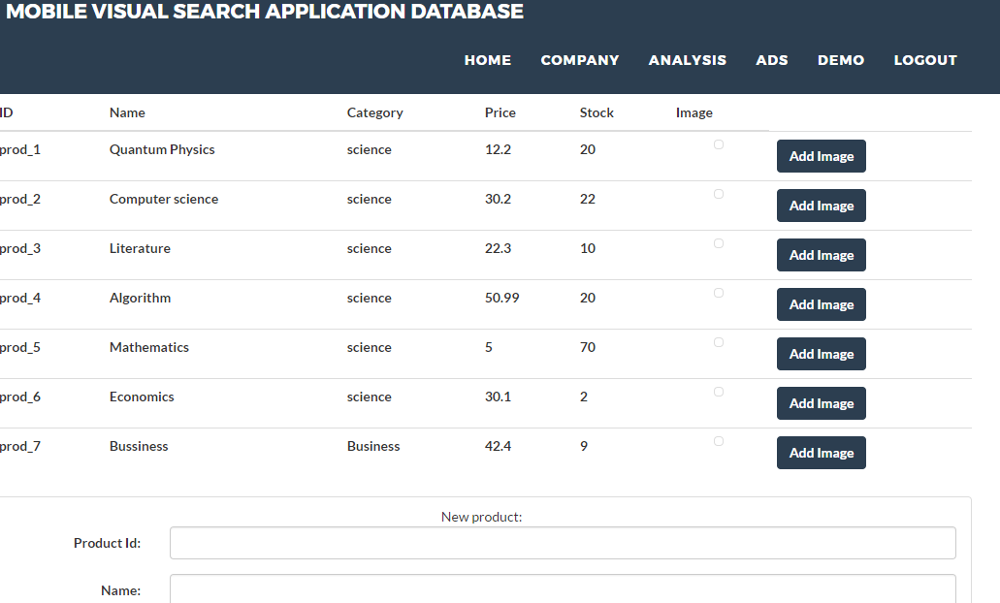 MOBILE VISUAL SEARCH APPLICATION DATABASE
HOME COMPANY ANALYSIS ADS DEMO LOGOUT
ID Name Category Price Stock Image
prod_1 Quantum Physics science 12.2 20 Add Image
prod_2 Computer science science 30.2 22 Add Image
prod_3 Literature science 22.3 10 Add Image
prod_4 Algorithm science 50.99 20 Add Image
prod_5 Mathematics science 5 70 Add Image
prod_6 Economics science 30.1 2 Add Image
prod_7 Bussiness Business 42.4 9 Add Image
New product:
Product Id:
Name: